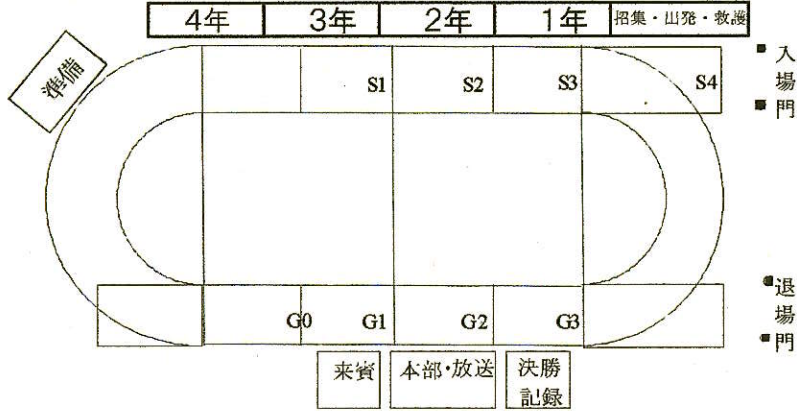 4年 3年 2年 1年 招集・出発・救護
準備
S1 S2 S3 S4
入場門
G0 G1 G2 G3
退場門
来賓 本部・放送 決勝
記録